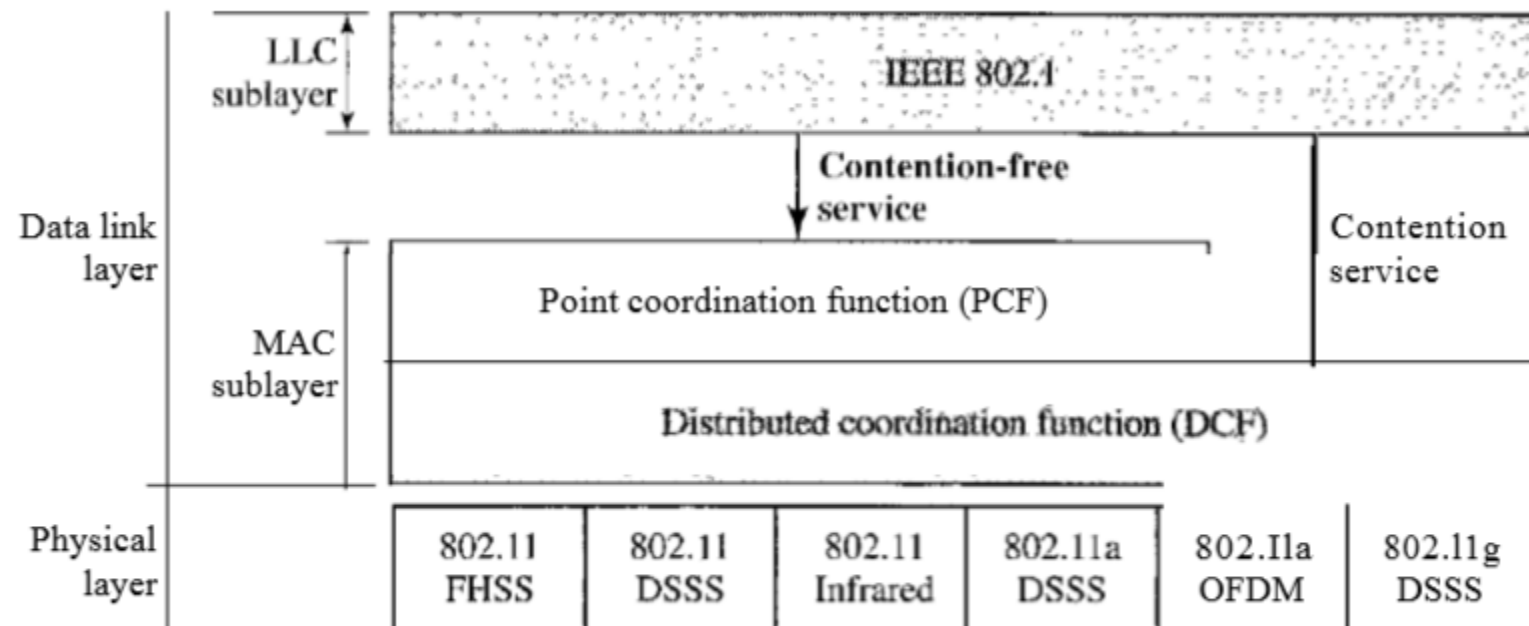 LLC
sublayer
IEEE 802.1
Contention-free
service
Data link
layer
Contention
service
Point coordination function (PCF)
MAC
sublayer
Distributed coordination function (DCF)
Physical
layer
802.11
FHSS
802.11
DSSS
802.11
Infrared
802.11a
DSSS
802.Ila
OFDM
802.11g
DSSS